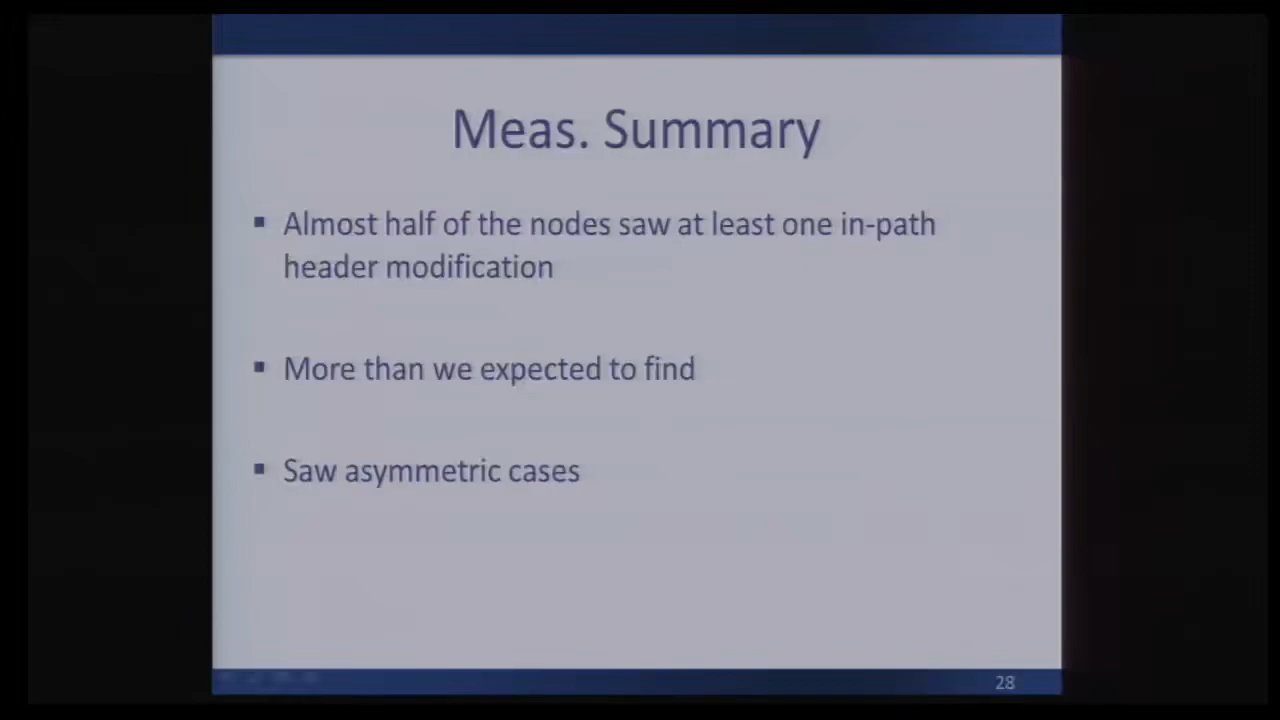 Meas. Summary
▪ Almost half of the nodes saw at least one in-path
header modification
▪ More than we expected to find
▪ Saw asymmetric cases
28